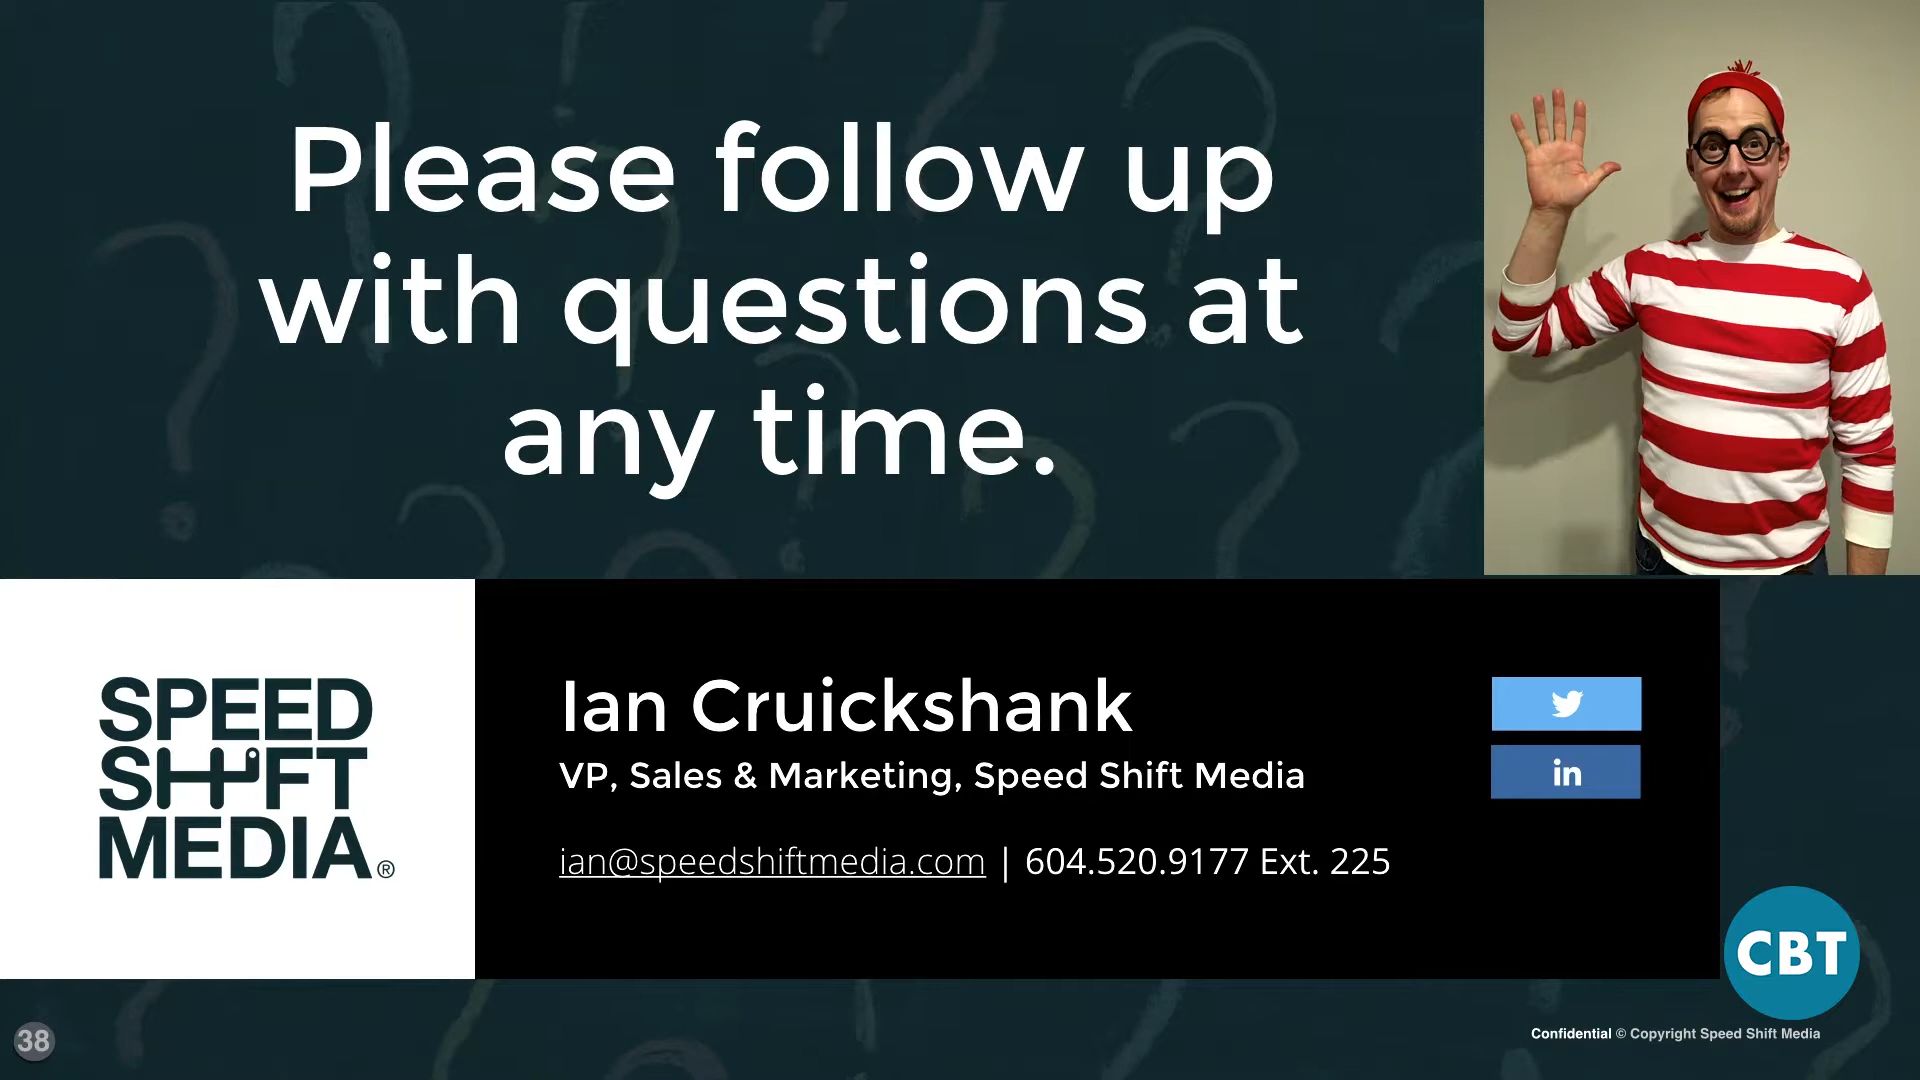 Please follow up
with questions at
any time.
SPEED
SHIFT
MEDIA®
Ian Cruickshank
VP, Sales & Marketing, Speed Shift Media
in
ian@speedshiftmedia.com | 604.520.9177 Ext. 225
CBT
38
Confidential © Copyright Speed Shift Media